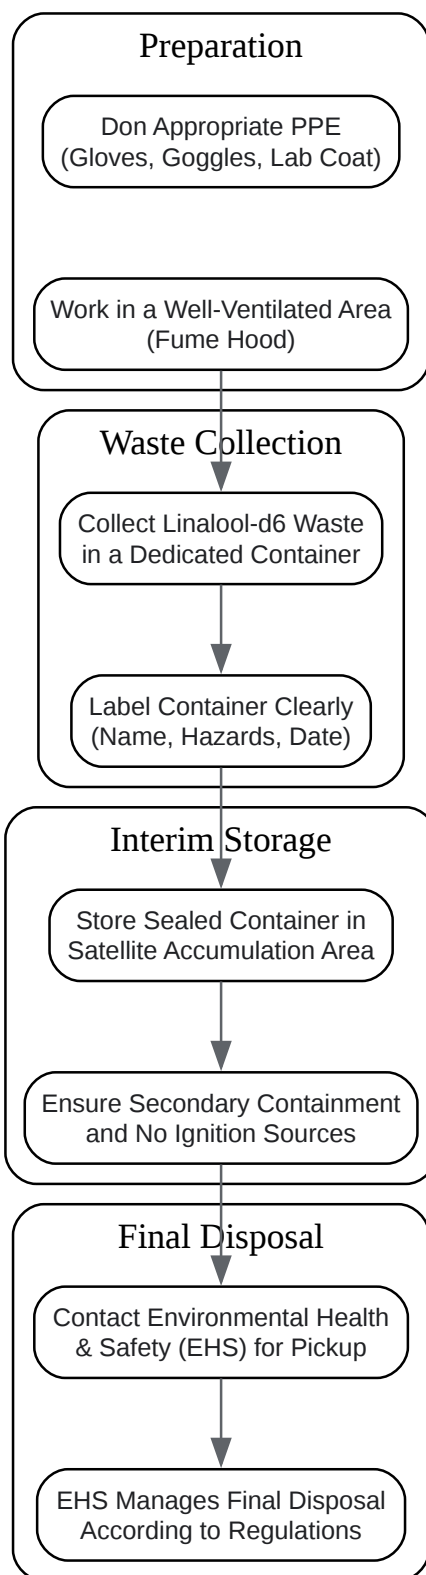 Preparation
Don Appropriate PPE
(Gloves, Goggles, Lab Coat)
Work in a Well-Ventilated Area
(Fume Hood)
Waste Collection
Collect Linalool-d6 Waste
in a Dedicated Container
Label Container Clearly
(Name, Hazards, Date)
Interim Storage
Store Sealed Container in
Satellite Accumulation Area
Ensure Secondary Containment
and No Ignition Sources
Final Disposal
Contact Environmental Health
& Safety (EHS) for Pickup
EHS Manages Final Disposal
According to Regulations